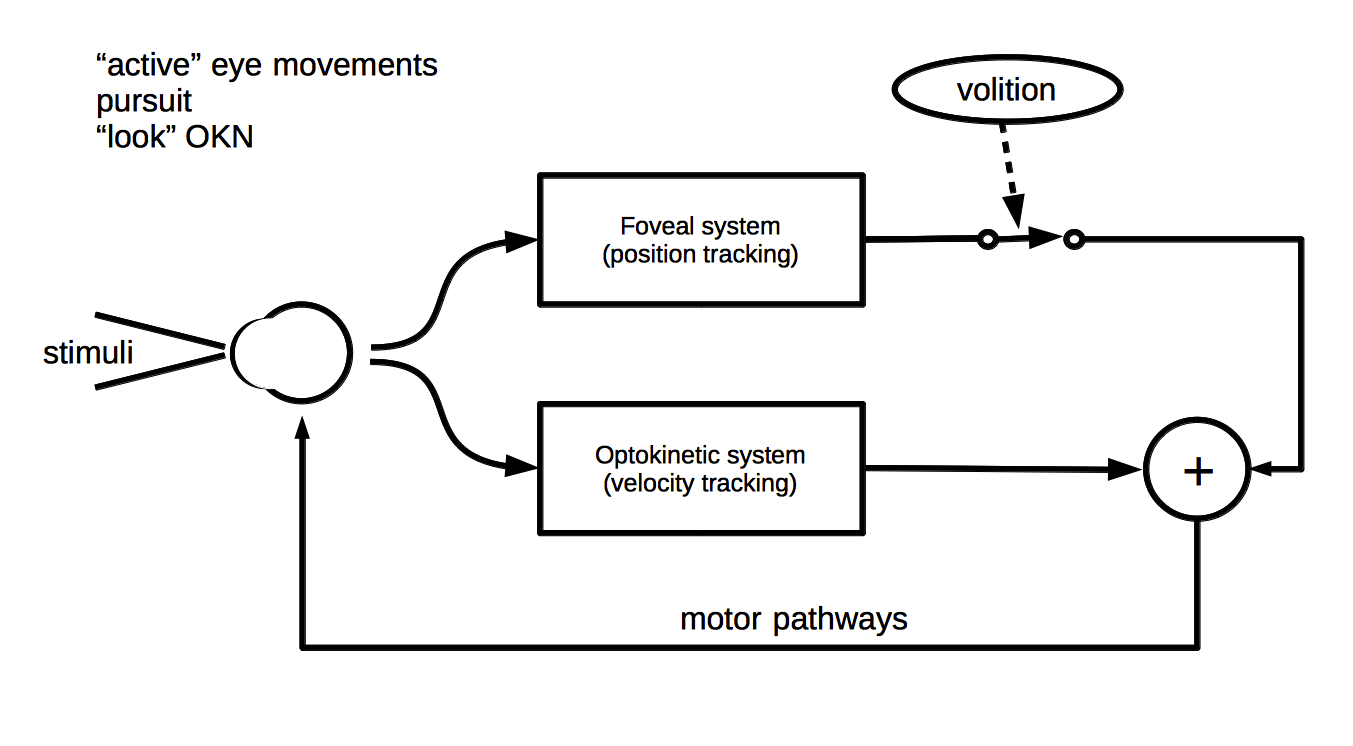 “active” eye movements
pursuit
“look” OKN
volition
Foveal system
(position tracking)
stimuli
Optokinetic system
(velocity tracking)
+
motor pathways